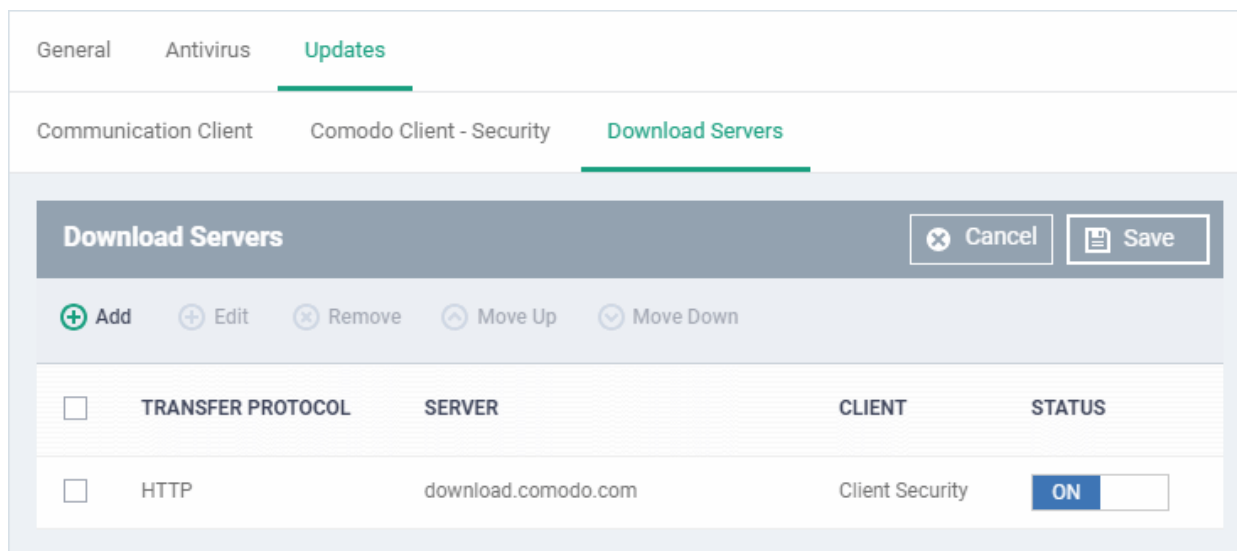 General Antivirus Updates
Communication Client Comodo Client - Security Download Servers
Download Servers Cancel Save
Add Edit Remove Move Up Move Down
TRANSFER PROTOCOL SERVER CLIENT STATUS
HTTP download.comodo.com Client Security ON